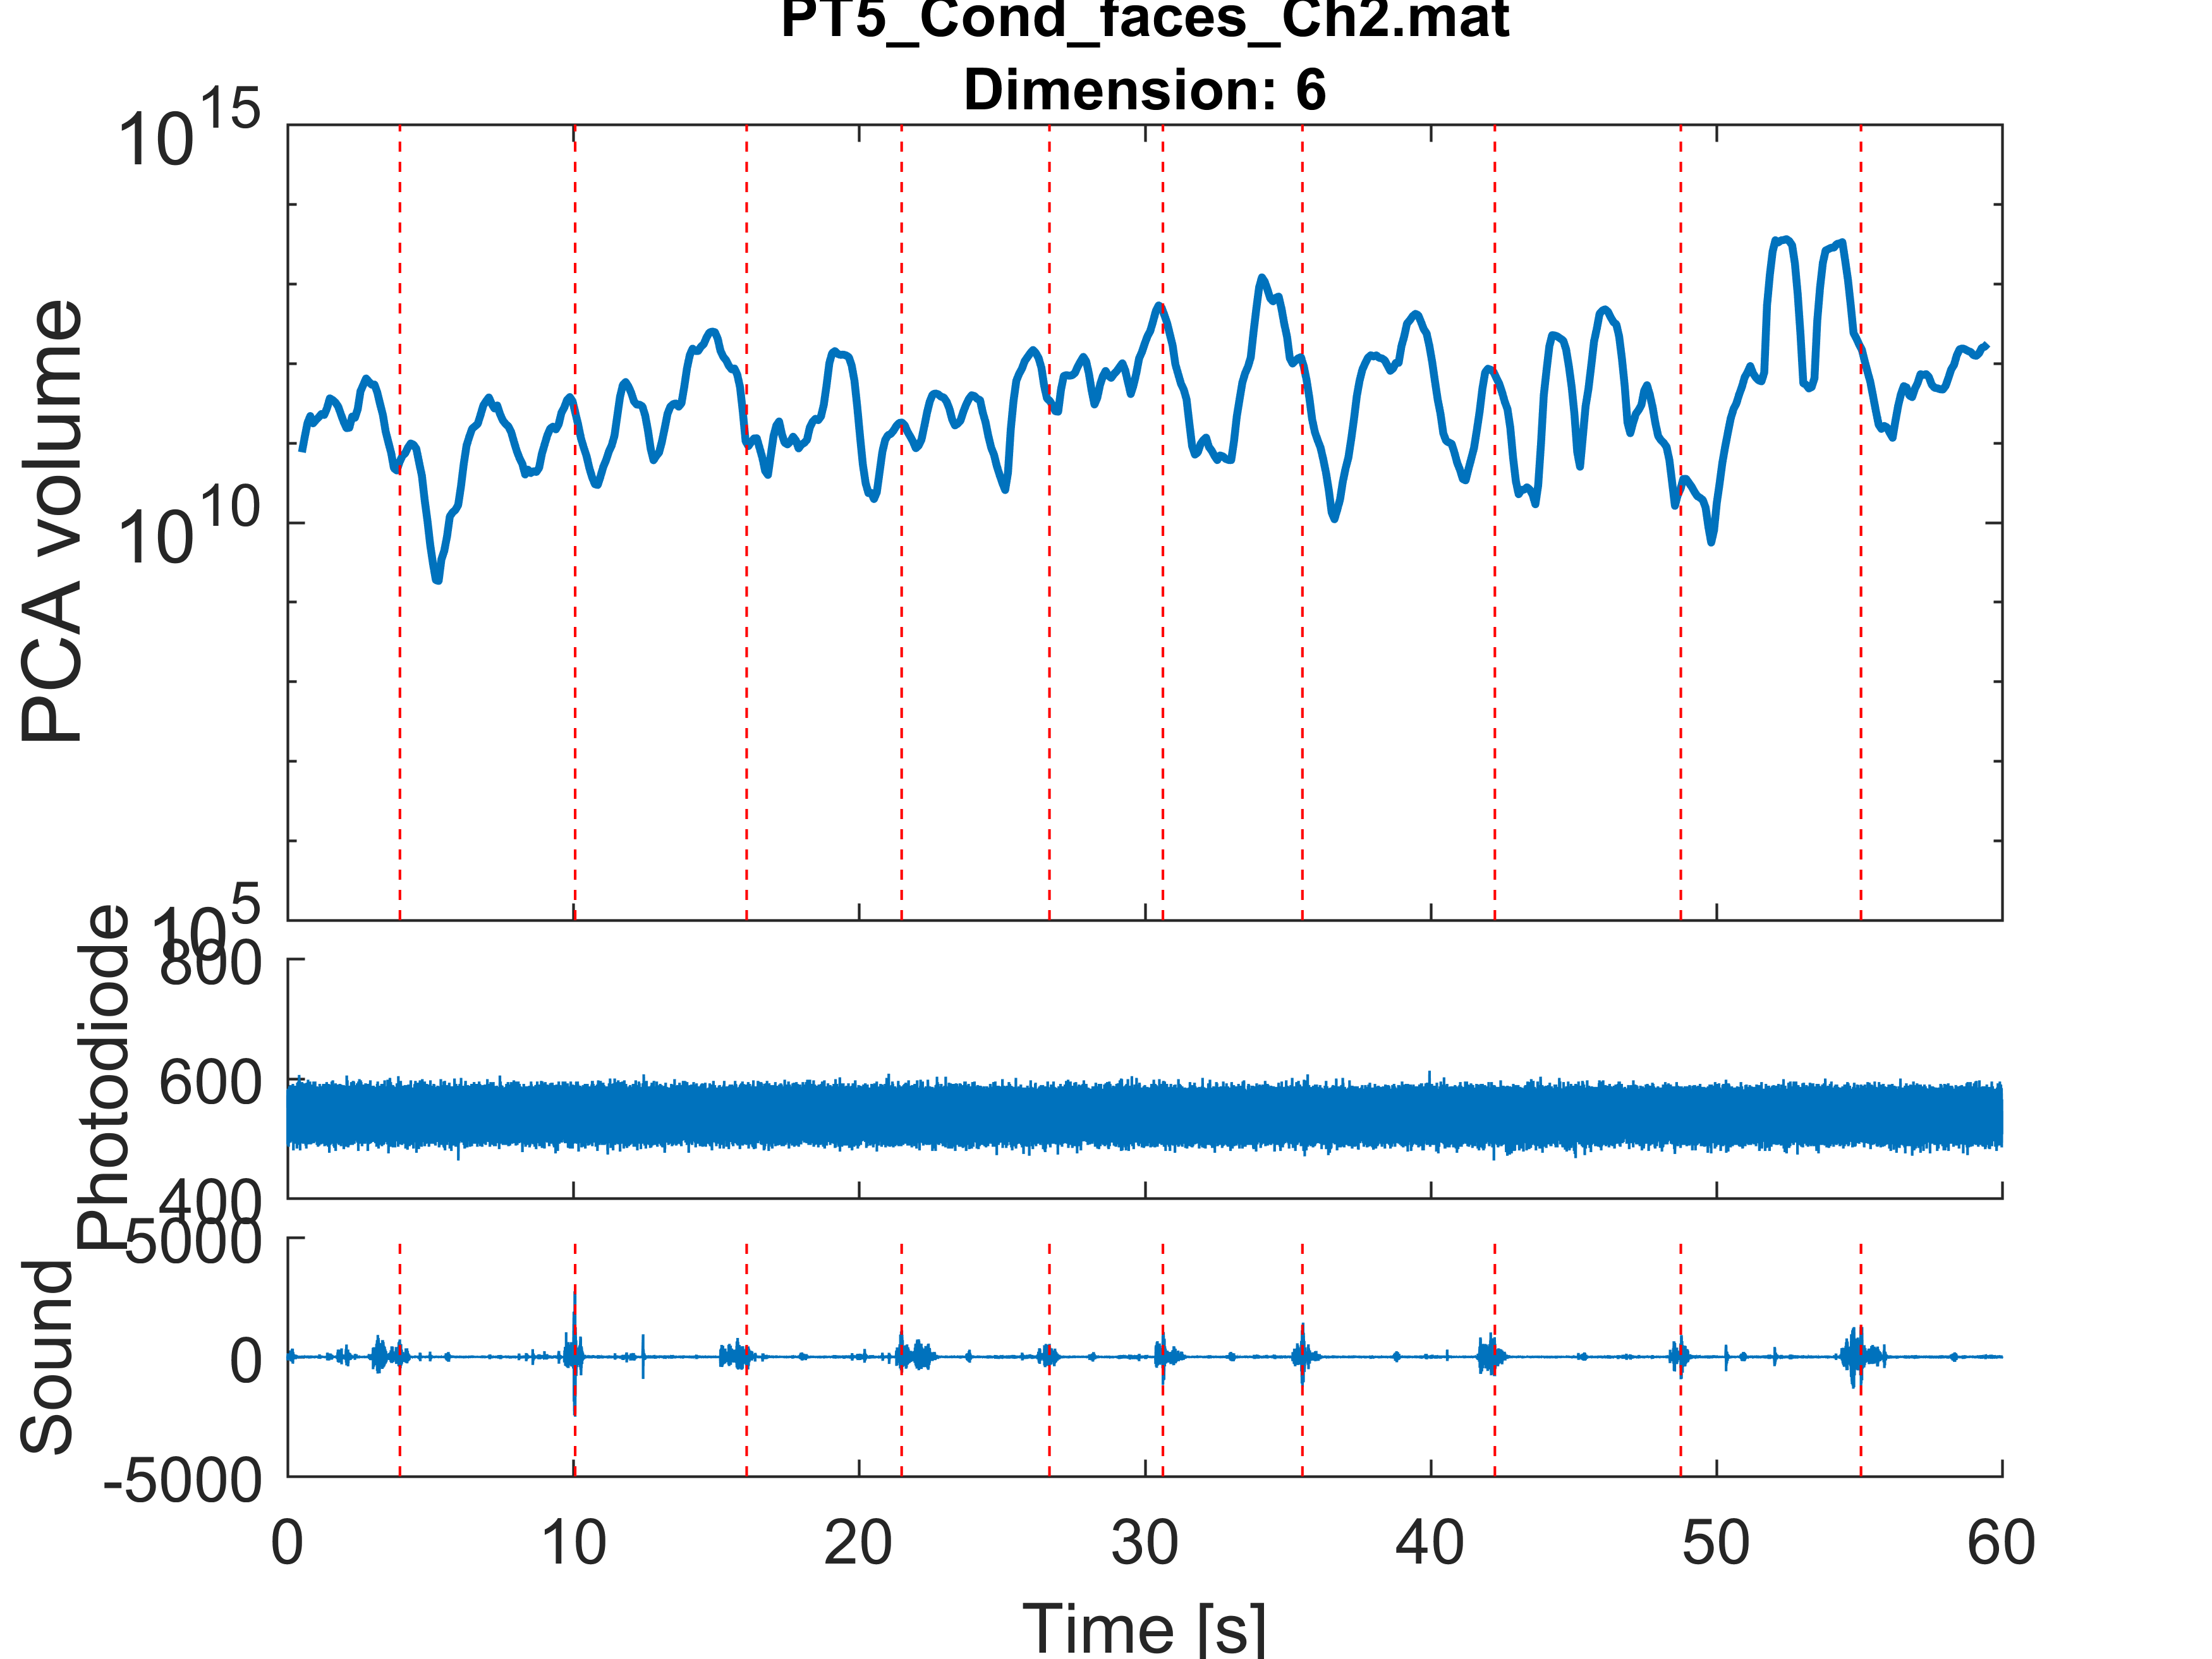 PT5_Cond_faces_Ch2.mat
Dimension: 6
PCA volume
10^15
10^10
10^5
Photodiode
800
600
400
Sound
5000
0
-5000
0 10 20 30 40 50 60
Time [s]